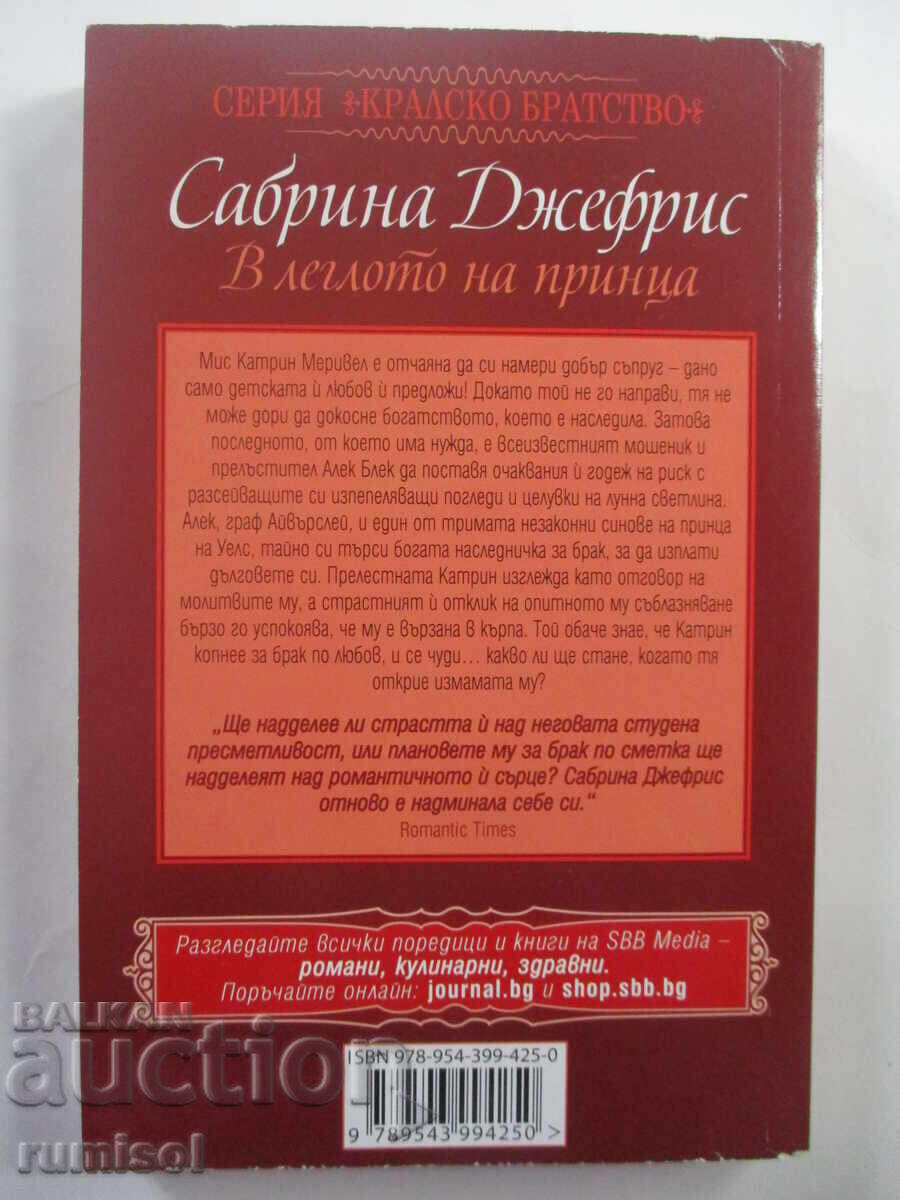 СЕРИЯ КРАЛСКО БРАТСТВО
Сабрина Джефрис
В леглото на принца
Мис Катрин Меривел е отчаяна да си намери добър съпруг – дано
само детската ѝ любов ѝ предложи! Докато той не го направи, тя не
може дори да докосне богатството, което е наследила. Затова
последното, от което има нужда, е всеизвестният мошеник и
прелъстител Алек Блек да поставя очаквания ѝ годеж на риск с
разсейващите си изпепеляващи погледи и целувки на лунна светлина.
Алек, граф Айвърслей, и един от тримата незаконни синове на принца
на Уелс, тайно си търси богата наследничка за брак, за да изплати
дълговете си. Прелестната Катрин изглежда като отговор на
молитвите му, а страстният ѝ отклик на опитното му съблазняване
бързо го успокоява, че му е вързана в кърпа. Той обаче знае, че Катрин
копнее за брак по любов, и се чуди... какво ли ще стане, когато тя
открие измамата му?
„Ще надделее ли страстта ѝ над неговата студена
пресметливост, или плановете му за брак по сметка ще
надделеят над романтичното ѝ сърце? Сабрина Джефрис
отново е надминала себе си.“
Romantic Times
Разгледайте всички поредици и книги на SBB Media –
романи, кулинарни, здравни.
Поръчайте онлайн: journal.bg и shop.sbb.bg
ISBN 978-954-399-425-0
9 789543 994250 >
BALKAN
auction
rumisol